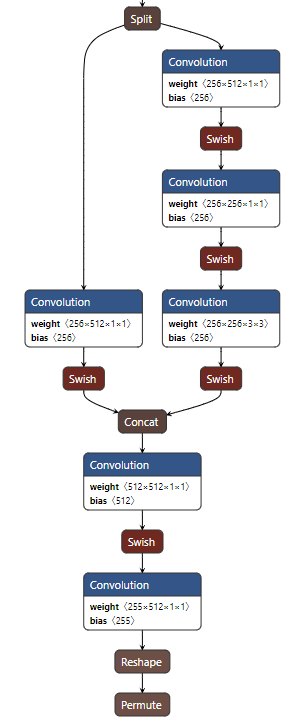 Split
Convolution
weight〈256×512×1×1〉
bias〈256〉
Swish
Convolution
weight〈256×256×1×1〉
bias〈256〉
Swish
Convolution
weight〈256×512×1×1〉
bias〈256〉
Convolution
weight〈256×256×3×3〉
bias〈256〉
Swish
Swish
Concat
Convolution
weight〈512×512×1×1〉
bias〈512〉
Swish
Convolution
weight〈255×512×1×1〉
bias〈255〉
Reshape
Permute